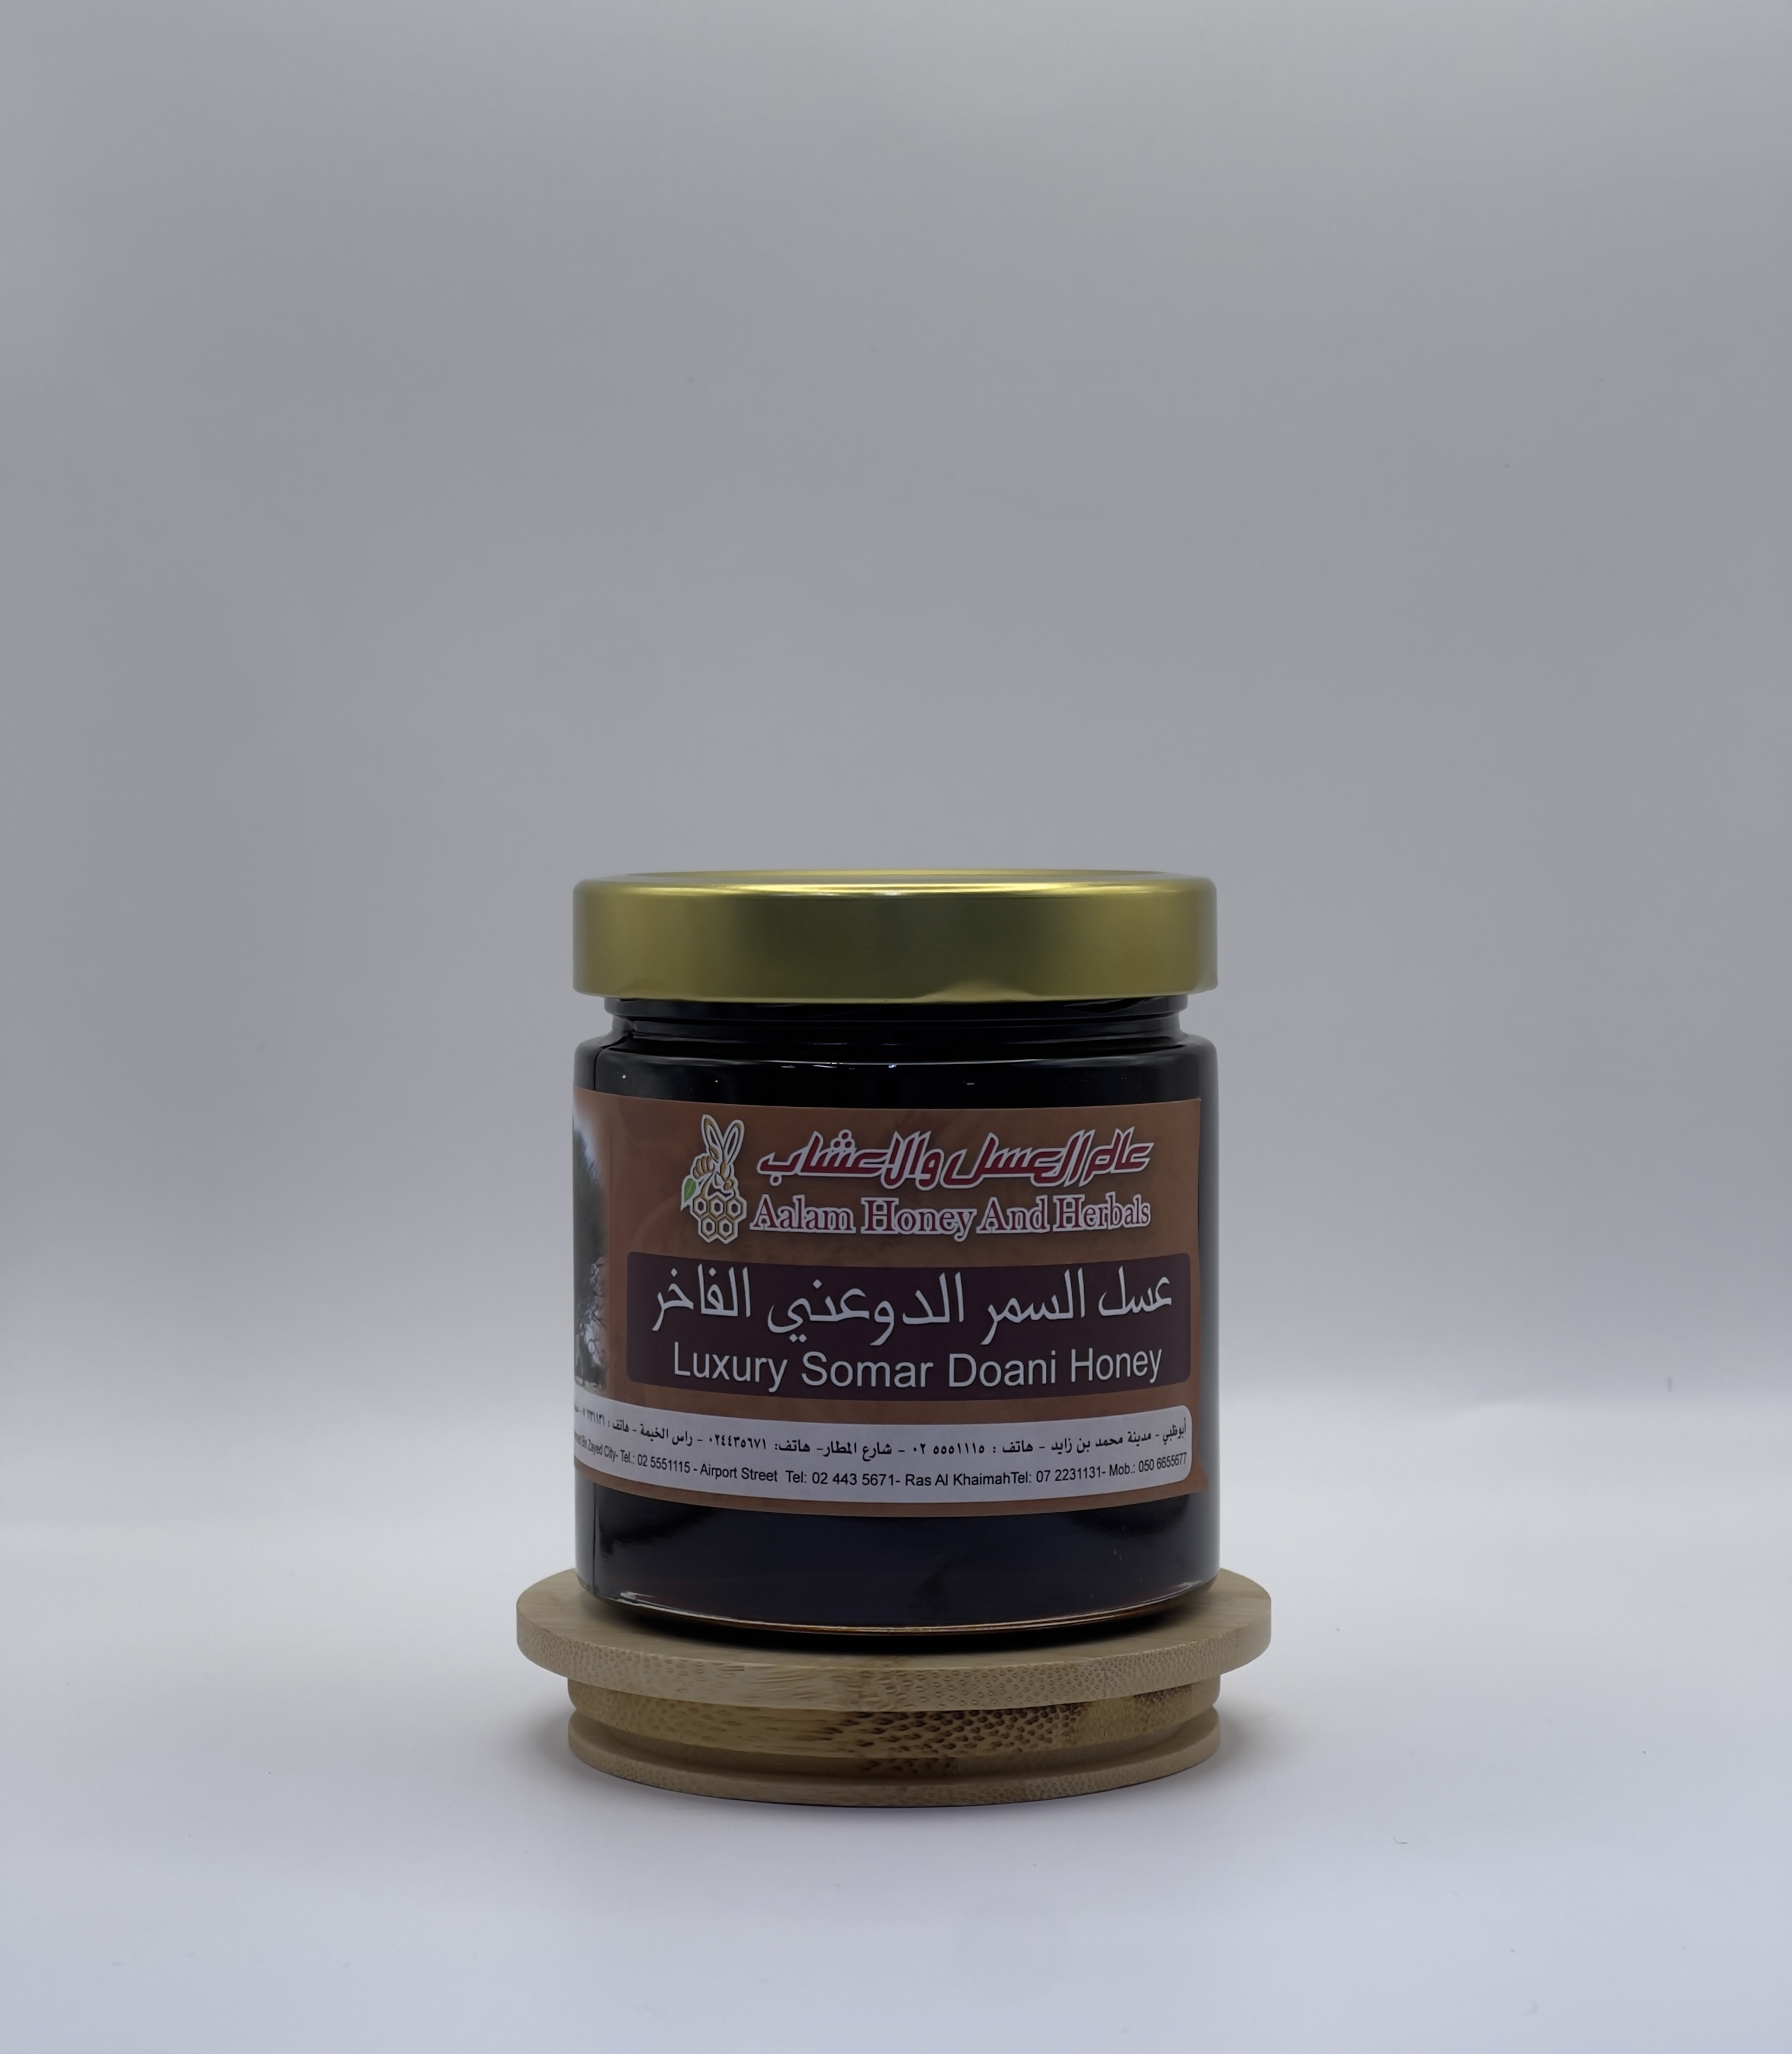 عالم العسل والاعشاب
Aalam Honey And Herbals
عسل السمر الدوعني الفاخر
Luxury Somar Doani Honey
أبوظبي - مدينة محمد بن زايد - هاتف : ٥٥٥١١١٥ ٠٢ - شارع المطار- هاتف: ٠٢٤٤٣٥٦٧١ - راس الخيمة - هاتف :
Zayed City- Tel.: 02 5551115 - Airport Street Tel: 02 443 5671- Ras Al KhaimahTel: 07 2231131- Mob.: 050 6655677